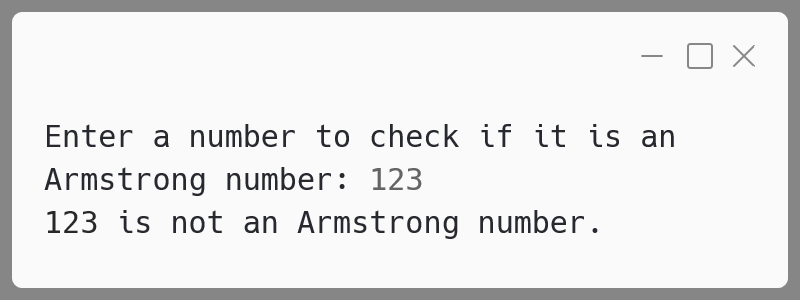 Enter a number to check if it is an
Armstrong number: 123
123 is not an Armstrong number.